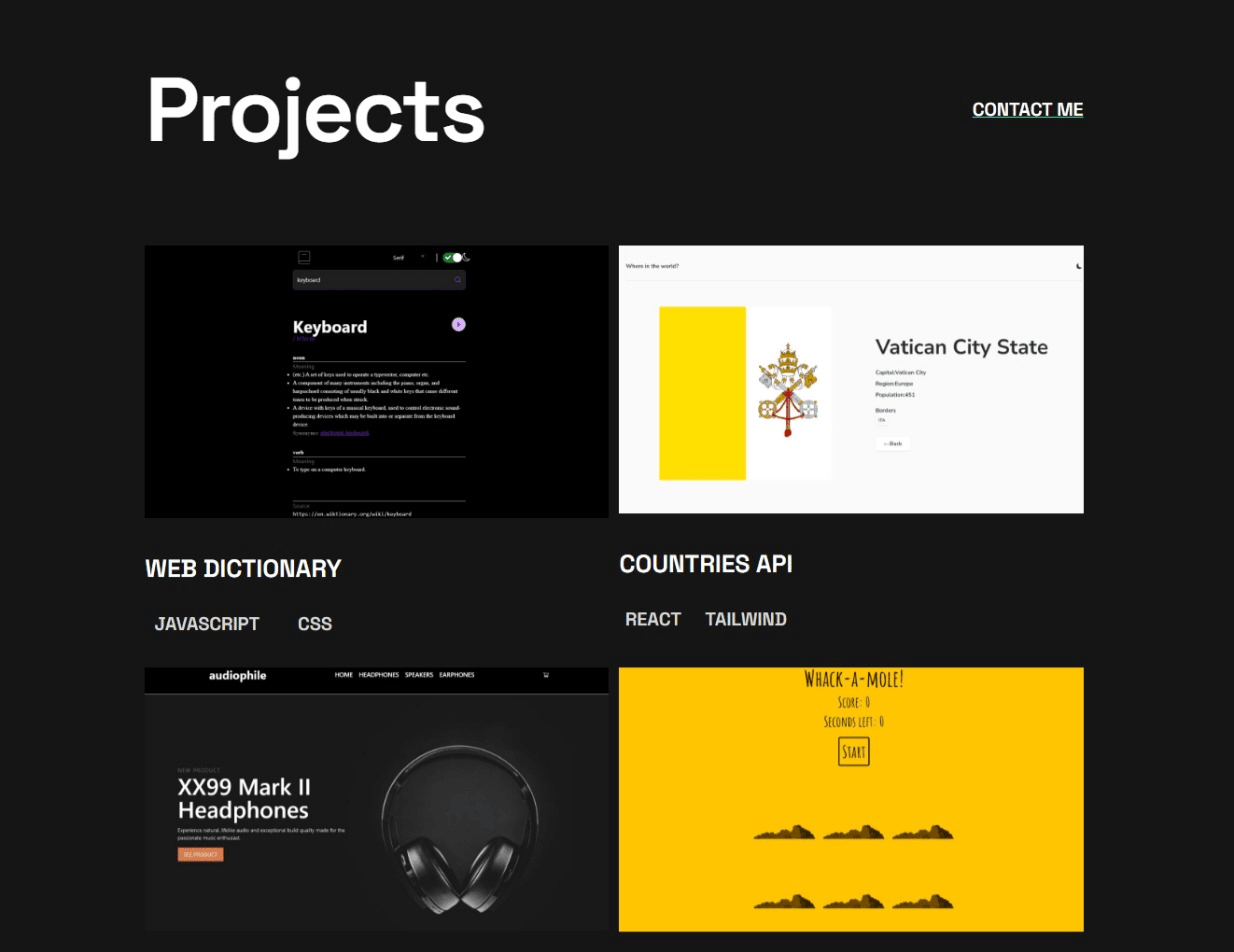 Projects
CONTACT ME
Serif
keyboard
Keyboard
noun
Meaning
(etc.) A set of keys used to operate a typewriter, computer etc.
A component of many instruments including the piano, organ, and
harpsichord consisting of usually black and white keys that cause different
tones to be produced when struck.
A device with keys of a musical keyboard, used to control electronic sound-
producing devices which may be built into or separate from the keyboard
device.
Synonyms: electronic keyboard
verb
Meaning
To type on a computer keyboard.
Source
https://en.wiktionary.org/wiki/keyboard
Where in the world?
Vatican City State
Capital:Vatican City
Region:Europe
Population:451
Borders
ITA
Back
WEB DICTIONARY
JAVASCRIPT CSS
COUNTRIES API
REACT TAILWIND
audiophile HOME HEADPHONES SPEAKERS EARPHONES
NEW PRODUCT
XX99 Mark II
Headphones
Experience natural, lifelike audio and exceptional build quality made for the
passionate music enthusiast.
SEE PRODUCT
Whack-a-mole!
Score: 0
Seconds left: 0
Start